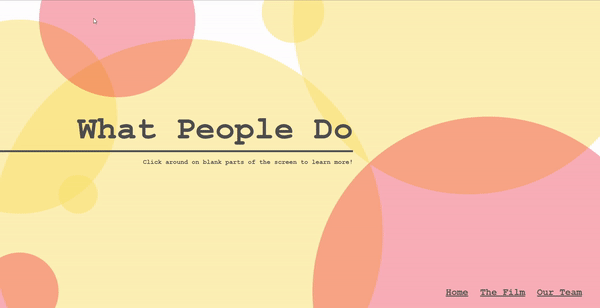 What People Do
Click around on blank parts of the screen to learn more!
Home The Film Our Team